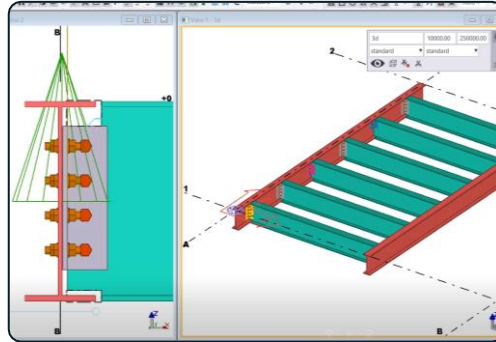 View 1 - 3d
3d 10000.00 250000.00
standard standard
B
+0
B
2
1
A
B
z
x
z